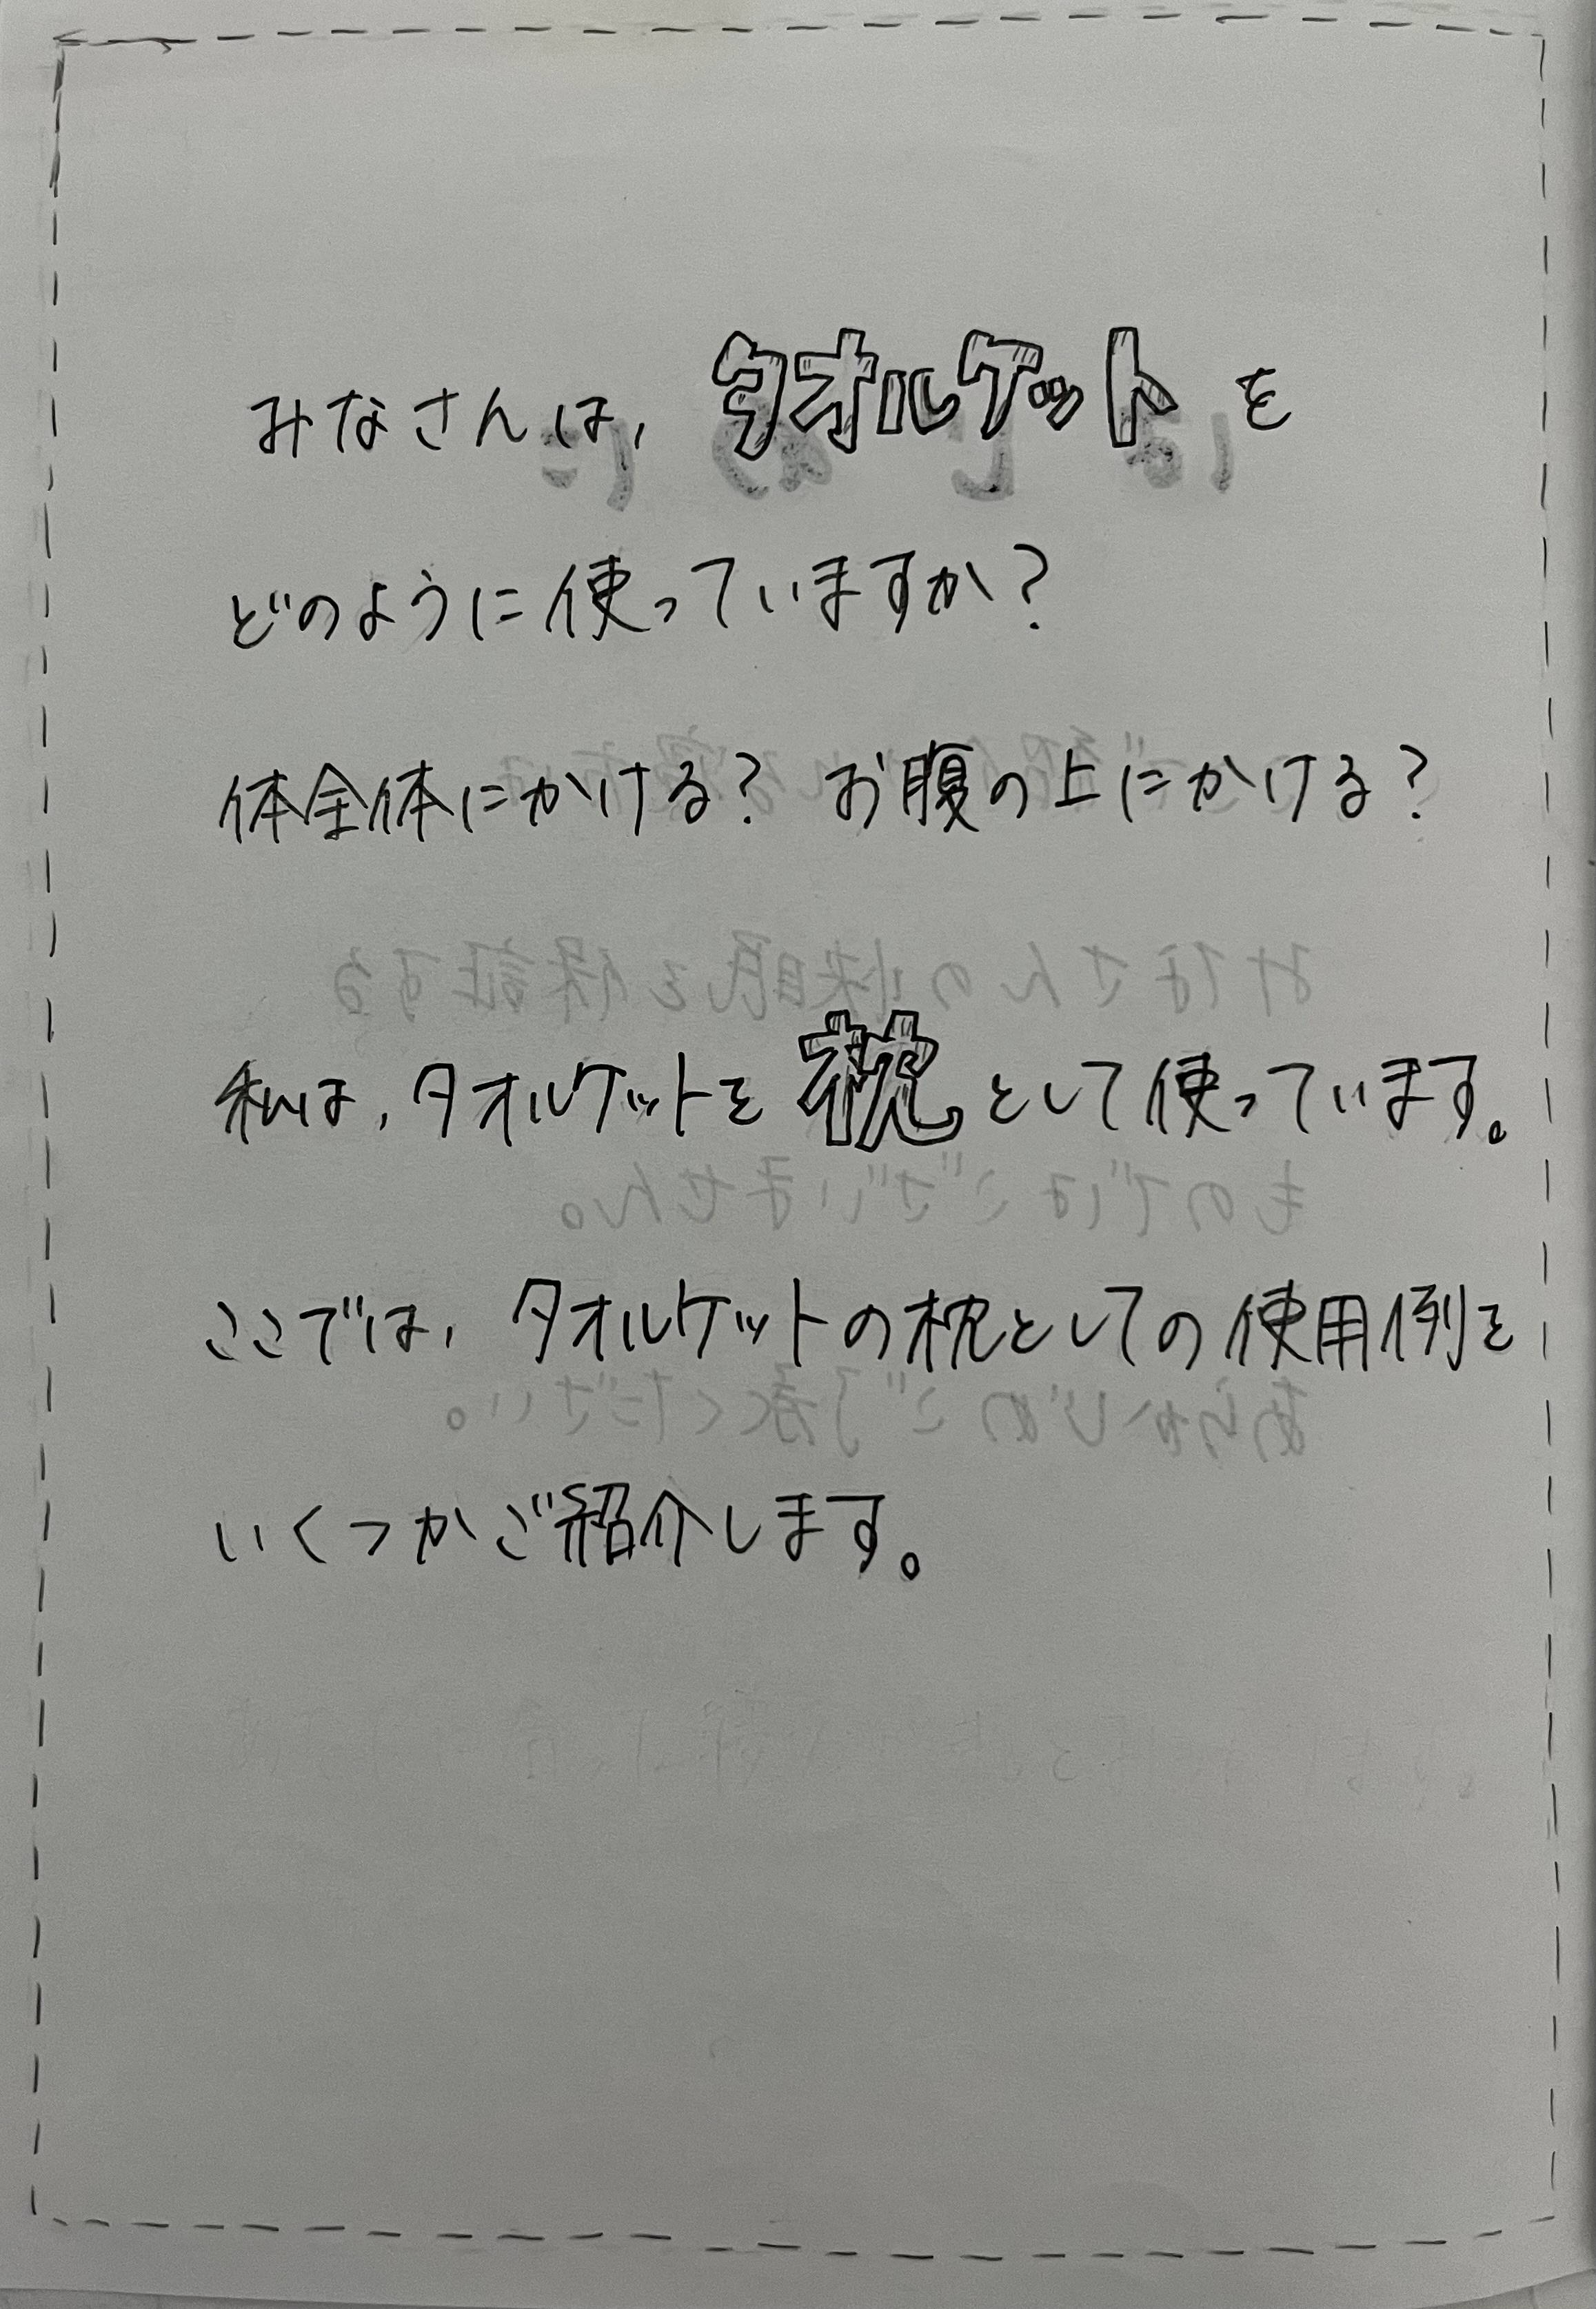 みなさんは, タオルケットを
どのように使っていますか?
体全体にかける? お腹の上にかける?
私は, タオルケットを枕として使っています。
ここでは, タオルケットの枕としての使用例を
いくつかご紹介します。